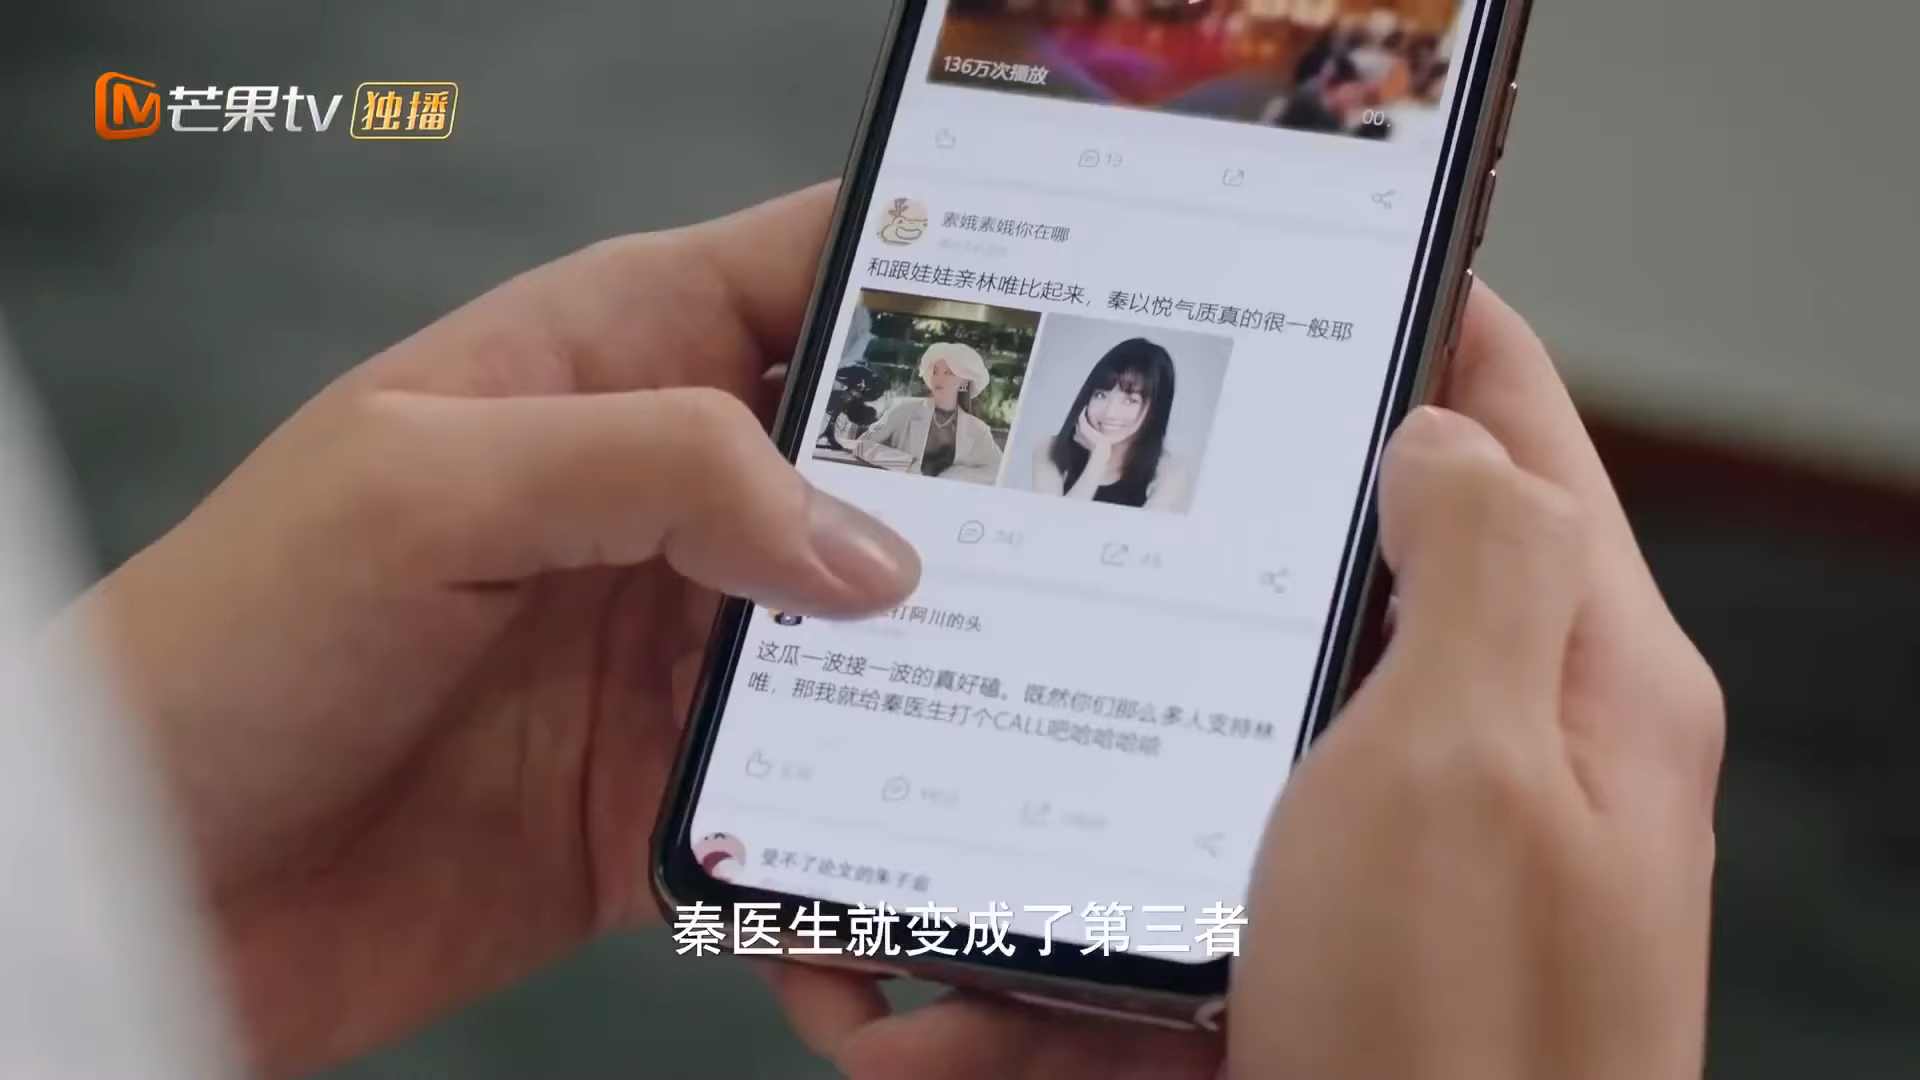 芒果tv 独播
136万次播放
00:
13
素娥素娥你在哪
和跟娃娃亲林唯比起来，秦以悦气质真的很一般耶
打阿川的头
这瓜一波接一波的真好磕。既然你们那么多人支持林
唯，那我就给秦医生打个CALL吧哈哈哈哈
受不了论文的朱子
秦医生就变成了第三者